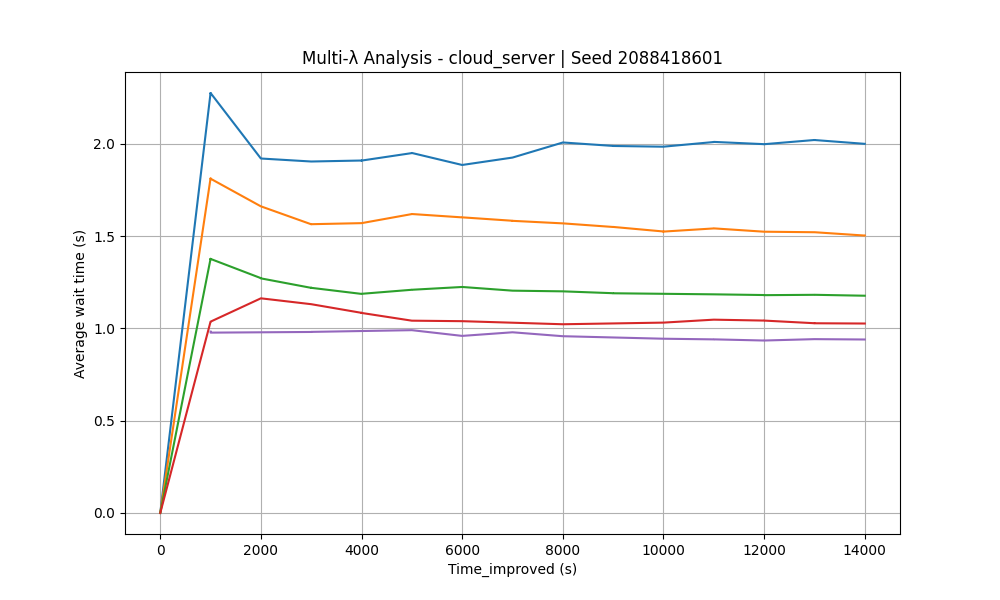 Multi-λ Analysis - cloud_server | Seed 2088418601
Average wait time (s)
2.0
1.5
1.0
0.5
0.0
0 2000 4000 6000 8000 10000 12000 14000
Time_improved (s)